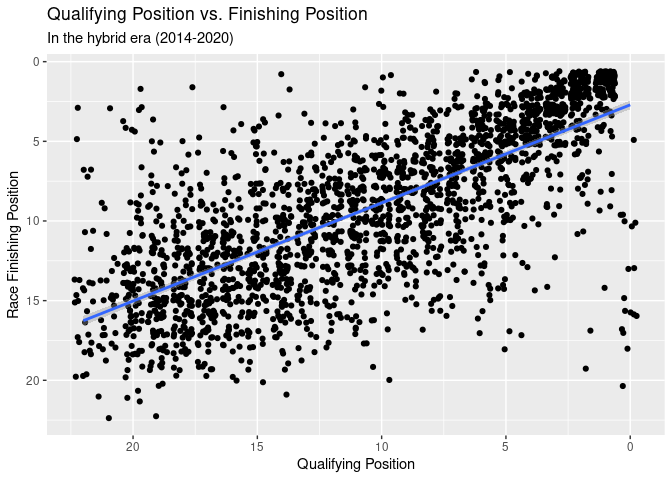 Qualifying Position vs. Finishing Position
In the hybrid era (2014-2020)
0
5
10
15
20
Race Finishing Position
20 15 10 5 0
Qualifying Position